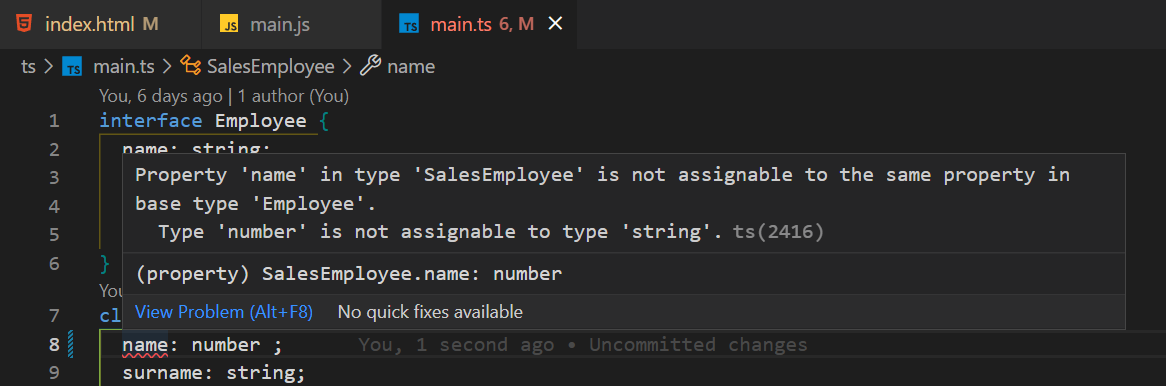 index.html M
JS main.js
TS main.ts 6, M
ts > TS main.ts > SalesEmployee > name
You, 6 days ago | 1 author (You)
1 interface Employee {
2 name: string;
3
Property 'name' in type 'SalesEmployee' is not assignable to the same property in
4
base type 'Employee'.
5
Type 'number' is not assignable to type 'string'. ts(2416)
6 }
(property) SalesEmployee.name: number
You
7 cl
View Problem (Alt+F8) No quick fixes available
8 name: number ; You, 1 second ago • Uncommitted changes
9 surname: string;